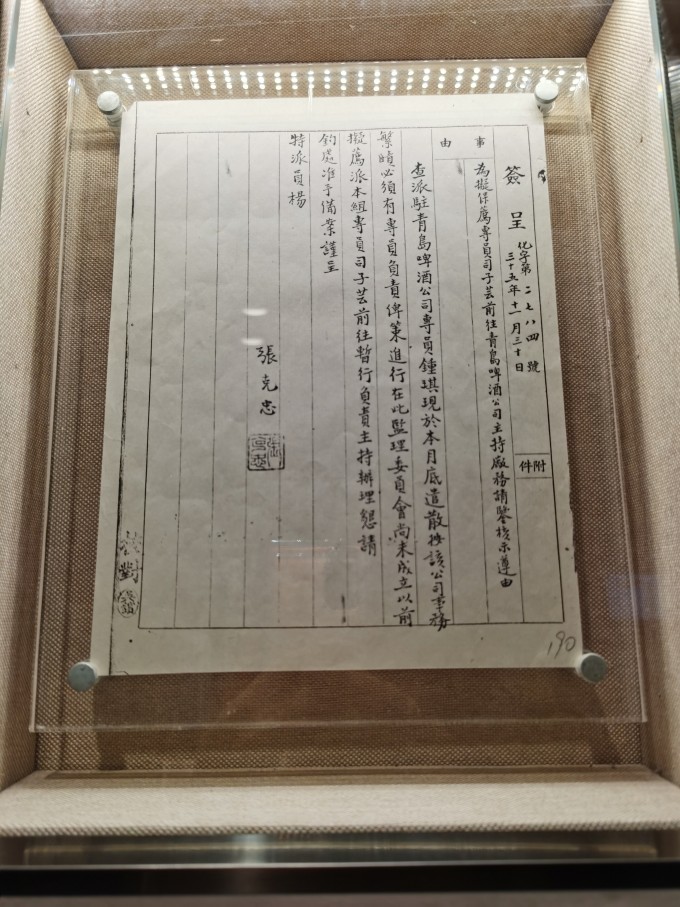 簽呈
化字第二七八四號
三十五年十一月三十日
附件
事由
為擬保薦專員司子芸前往青島啤酒公司主持廠務請鑒核示遵由
查派駐青島啤酒公司專員鍾琪現於本月底遣散按該公司事務
繁瞶必須有專員負責俾策進行在此監理委員會尚未成立以前
擬薦派本組專員司子芸前往暫行負責主持辦理懇請
鈞處准予備案謹呈
特派員楊
張克忠
對
190